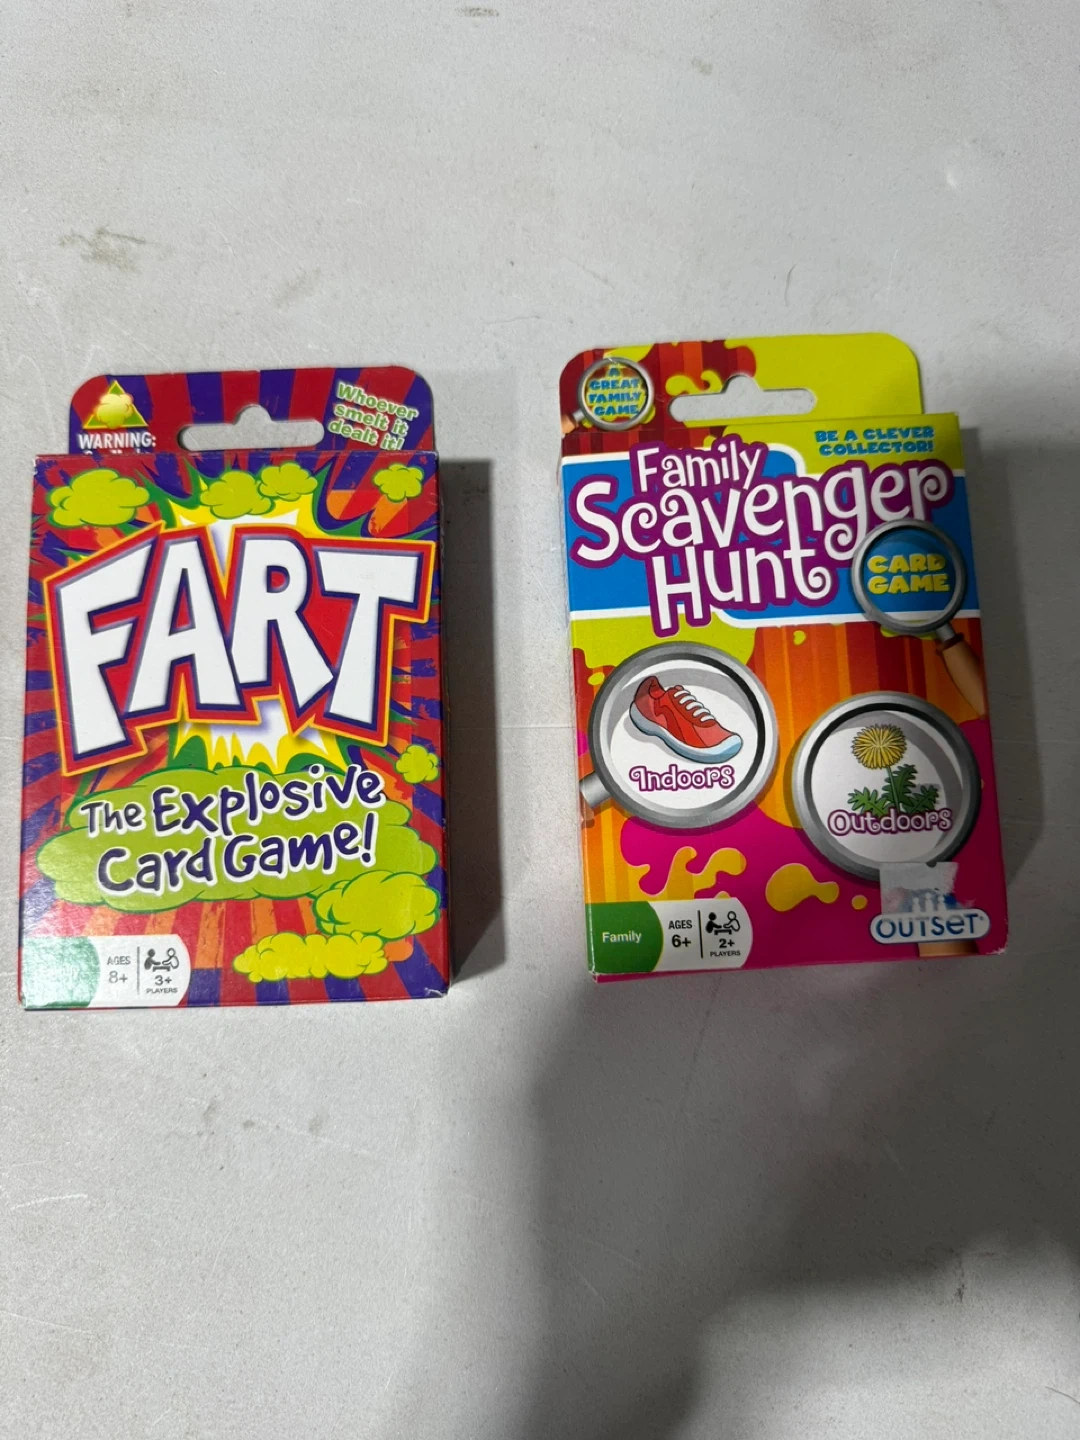 WARNING:
Whoever
smelt it
dealt it!
FART
The Explosive
Card Game!
AGES
8+
3+
PLAYERS
A
GREAT
FAMILY
GAME
BE A CLEVER
COLLECTOR!
Family
Scavenger
Hunt
CARD
GAME
Indoors
Outdoors
Family
AGES
6+
2+
PLAYERS
OUTSET